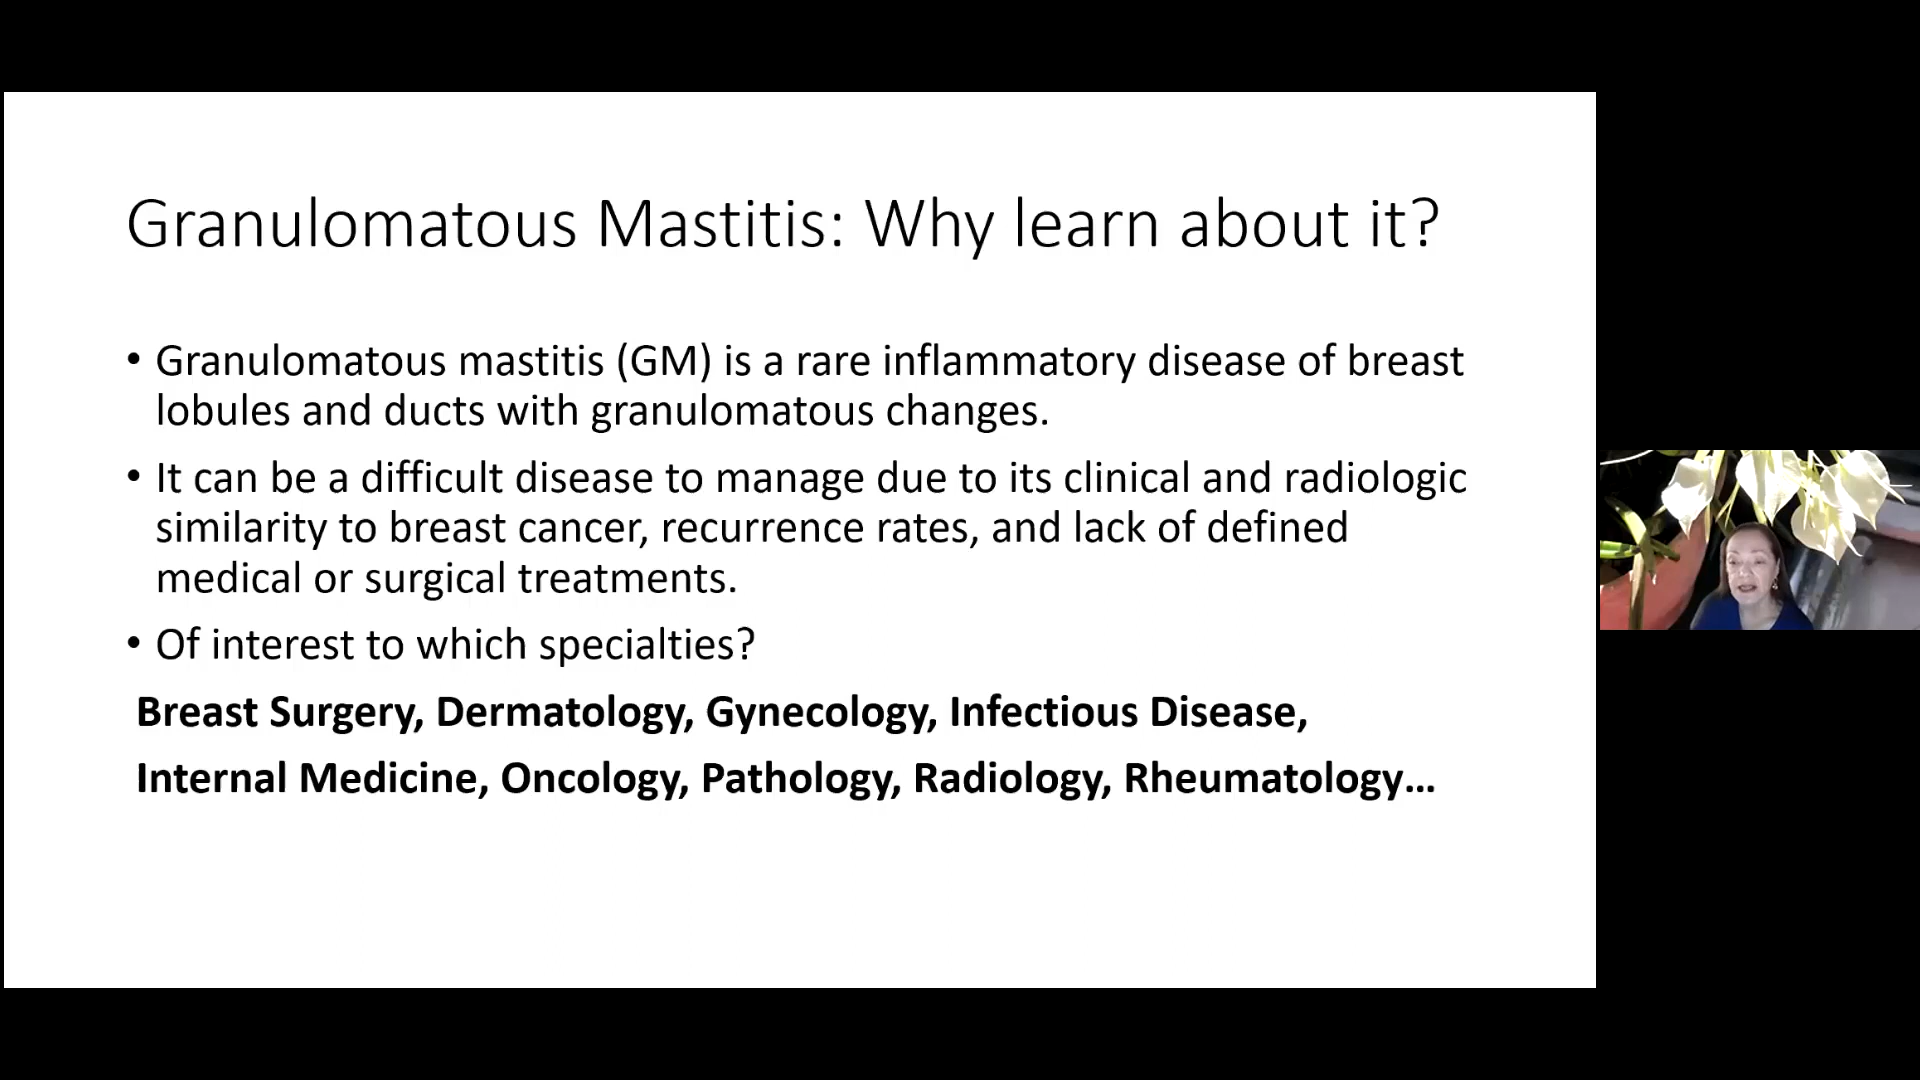 Granulomatous Mastitis: Why learn about it?
• Granulomatous mastitis (GM) is a rare inflammatory disease of breast
lobules and ducts with granulomatous changes.
• It can be a difficult disease to manage due to its clinical and radiologic
similarity to breast cancer, recurrence rates, and lack of defined
medical or surgical treatments.
• Of interest to which specialties?
Breast Surgery, Dermatology, Gynecology, Infectious Disease,
Internal Medicine, Oncology, Pathology, Radiology, Rheumatology…